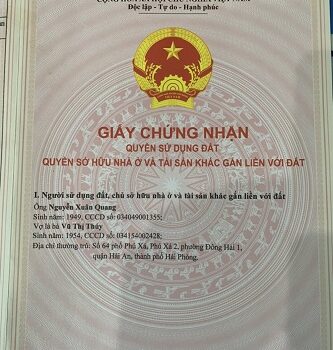 Độc lập - Tự do - Hạnh phúc
GIẤY CHỨNG NHẬN
QUYỀN SỬ DỤNG ĐẤT
QUYỀN SỞ HỮU NHÀ Ở VÀ TÀI SẢN KHÁC GẮN LIỀN VỚI ĐẤT
I. Người sử dụng đất, chủ sở hữu nhà ở và tài sản khác gắn liền với đất
Ông Nguyễn Xuân Quang
Sinh năm: 1949, CCCD số: 034049001355;
Vợ là bà Vũ Thị Thúy
Sinh năm: 1954, CCCD số: 034154002428;
Địa chỉ thường trú: Số 64 phố Phú Xá, Phú Xá 2, phường Đông Hải 1,
quận Hải An, thành phố Hải Phòng.